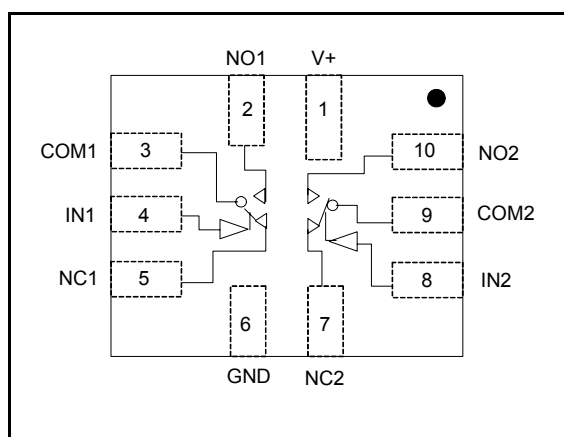 NO1 V+
2 1
COM1 3 10 NO2
IN1 4 9 COM2
NC1 5 8 IN2
6 7
GND NC2